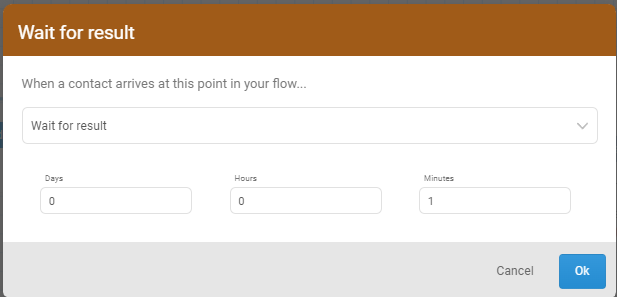 Wait for result
When a contact arrives at this point in your flow...
Wait for result
Days Hours Minutes
0 0 1
Cancel Ok